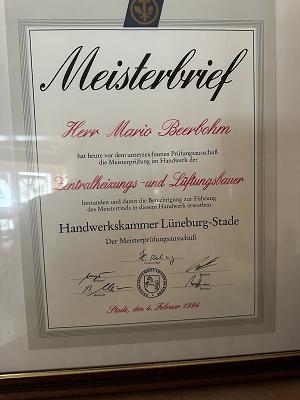 Meisterbrief
Herr Mario Beerbohm
hat heute vor dem unterzeichneten Prüfungsausschuß
die Meisterprüfung im Handwerk der
Zentralheizungs- und Lüftungsbauer
bestanden und damit die Berechtigung zur Führung
des Meistertitels in diesem Handwerk erworben.
Handwerkskammer Lüneburg-Stade
Der Meisterprüfungsausschuß
Stade, den 4. Februar 1994